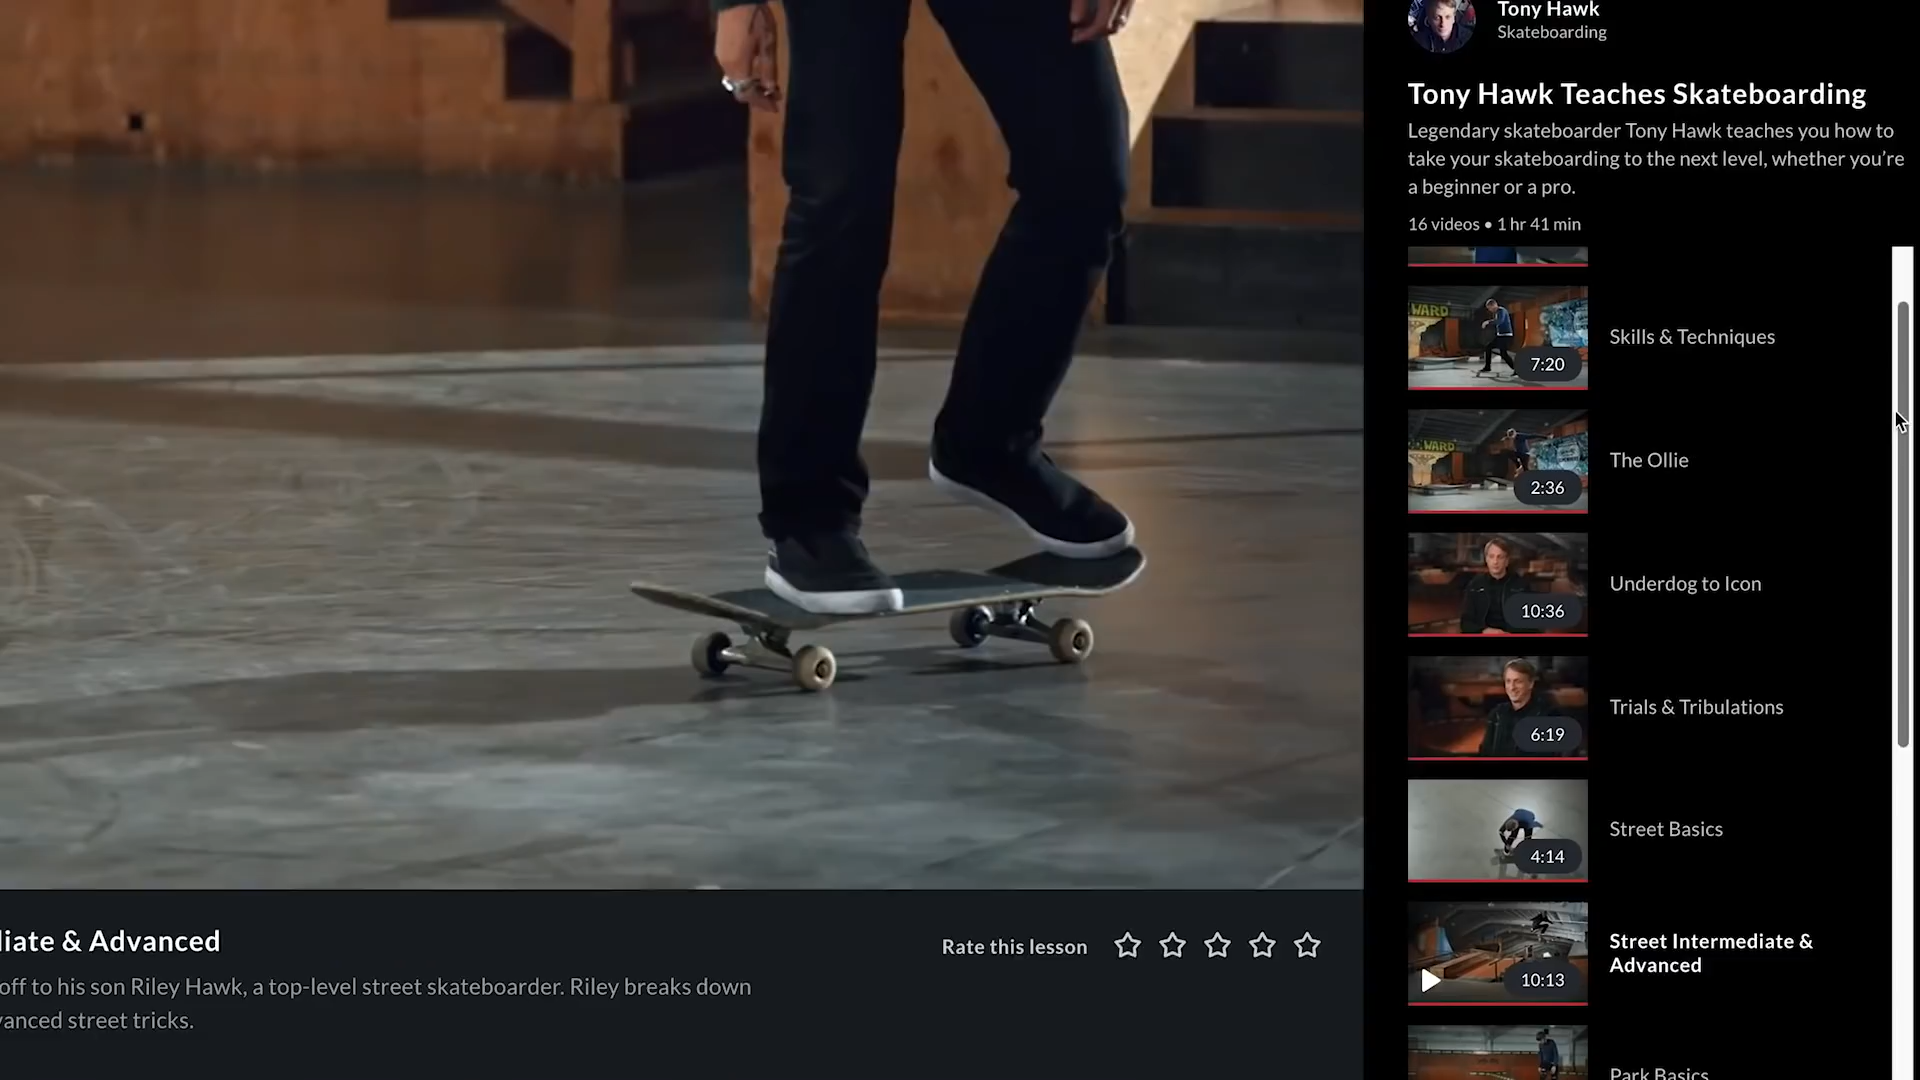 Tony Hawk
Skateboarding
Tony Hawk Teaches Skateboarding
Legendary skateboarder Tony Hawk teaches you how to
take your skateboarding to the next level, whether you’re
a beginner or a pro.
16 videos • 1 hr 41 min
WARD
7:20
Skills & Techniques
WARD
2:36
The Ollie
10:36
Underdog to Icon
6:19
Trials & Tribulations
4:14
Street Basics
10:13
Street Intermediate &
Advanced
Park Basics
diate & Advanced
Rate this lesson
off to his son Riley Hawk, a top-level street skateboarder. Riley breaks down
vanced street tricks.